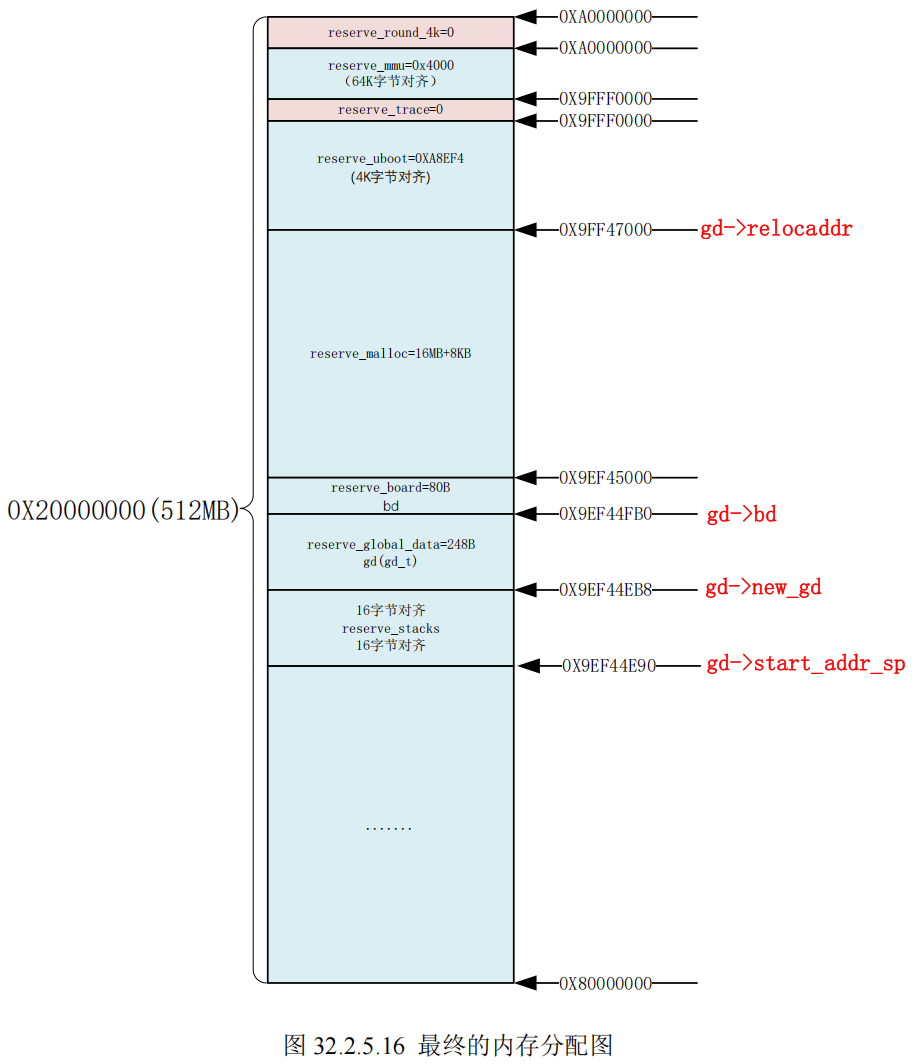 0XA0000000
reserve_round_4k=0
0XA0000000
reserve_mmu=0x4000
（64K字节对齐）
0X9FFF0000
reserve_trace=0
0X9FFF0000
reserve_uboot=0XA8EF4
(4K字节对齐)
0X9FF47000
gd->relocaddr
reserve_malloc=16MB+8KB
0X9EF45000
reserve_board=80B
bd
0X20000000(512MB)
0X9EF44FB0
gd->bd
reserve_global_data=248B
gd(gd_t)
0X9EF44EB8
gd->new_gd
16字节对齐
reserve_stacks
16字节对齐
0X9EF44E90
gd->start_addr_sp
.......
0X80000000
图 32.2.5.16 最终的内存分配图